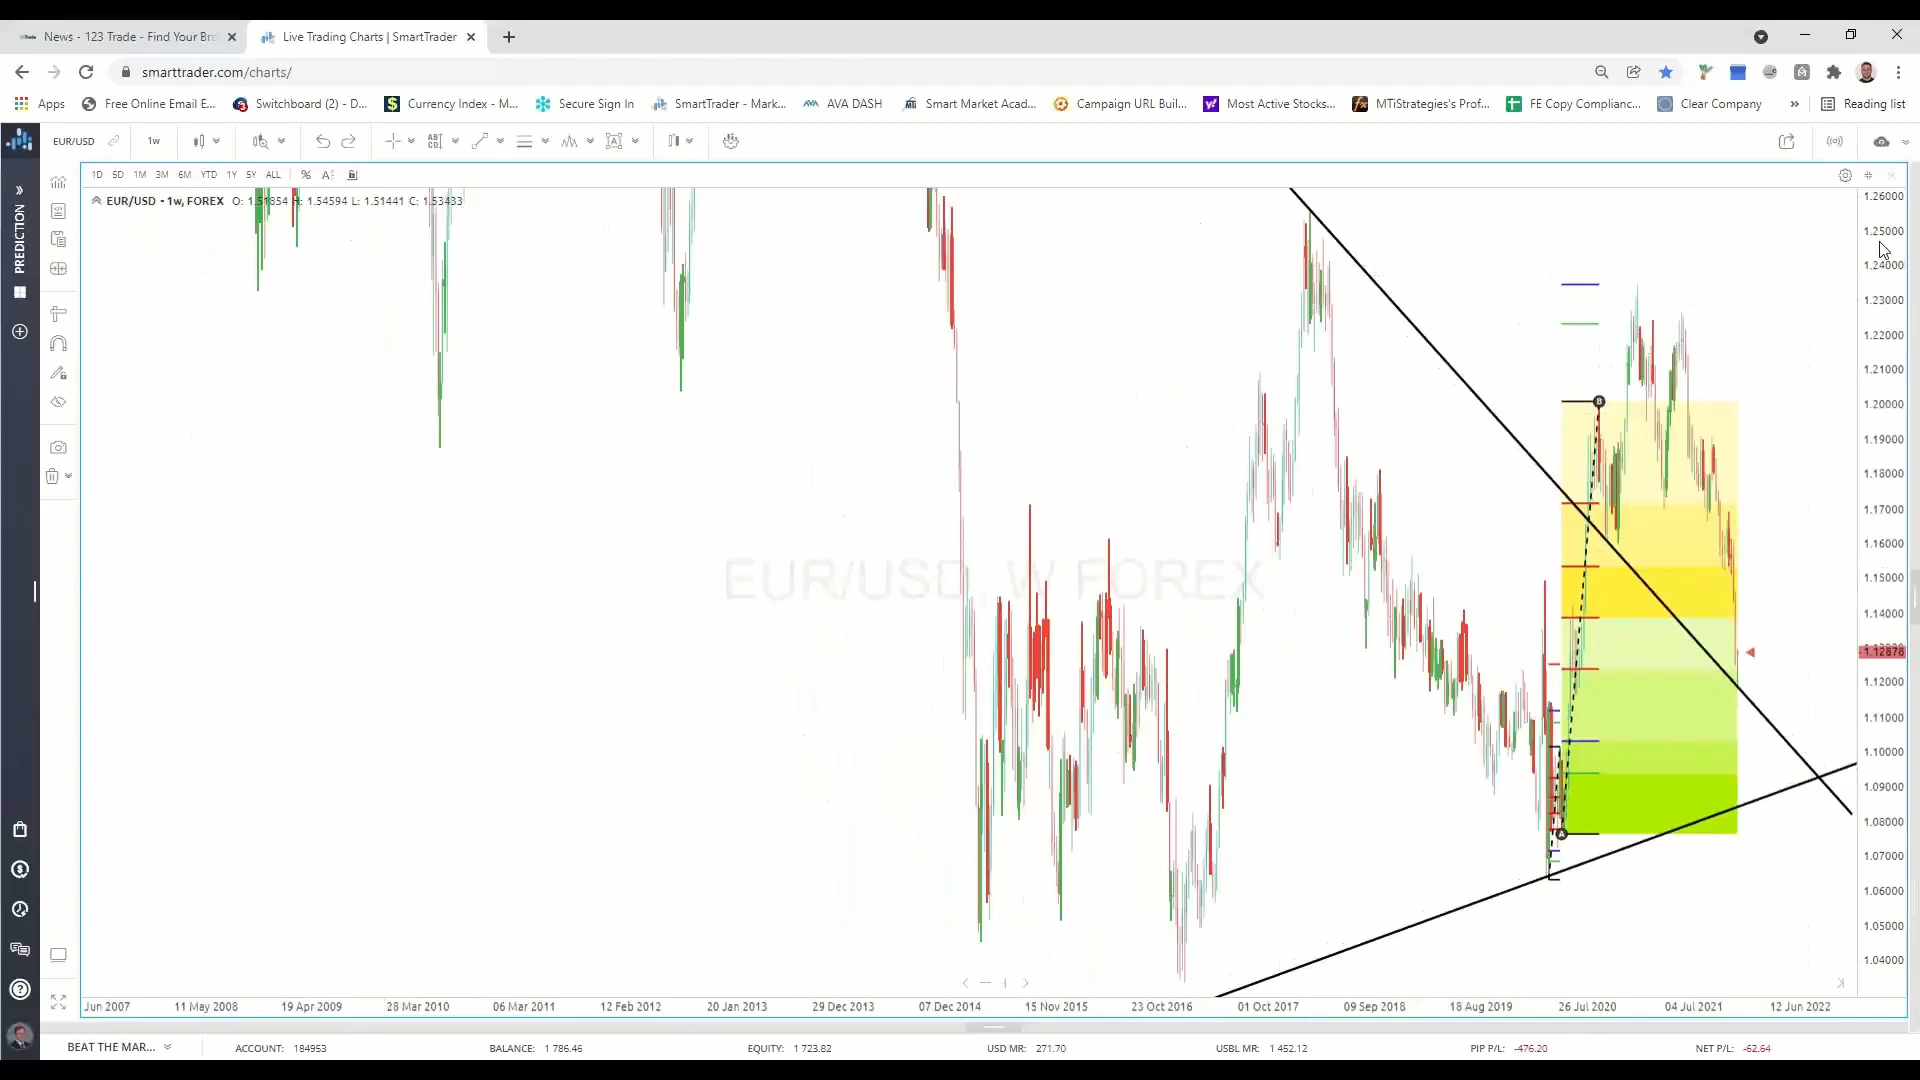 News - 123 Trade - Find Your Bro
Live Trading Charts | SmartTrader
smarttrader.com/charts/
Apps
Free Online Email E...
Switchboard (2) - D...
Currency Index - M...
Secure Sign In
SmartTrader - Mark...
AVA DASH
Smart Market Acad...
Campaign URL Buil...
Most Active Stocks...
MTiStrategies's Prof...
FE Copy Complianc...
Clear Company
Reading list
EUR/USD
1w
1D 5D 1M 3M 6M YTD 1Y 5Y ALL %
EUR/USD - 1w, FOREX O: 1.51854 H: 1.54594 L: 1.51441 C: 1.53433
PREDICTION
EUR/USD, W FOREX
B
A
1.26000
1.25000
1.24000
1.23000
1.22000
1.21000
1.20000
1.19000
1.18000
1.17000
1.16000
1.15000
1.14000
1.12878
1.12000
1.11000
1.10000
1.09000
1.08000
1.07000
1.06000
1.05000
1.04000
Jun 2007
11 May 2008
19 Apr 2009
28 Mar 2010
06 Mar 2011
12 Feb 2012
20 Jan 2013
29 Dec 2013
07 Dec 2014
15 Nov 2015
23 Oct 2016
01 Oct 2017
09 Sep 2018
18 Aug 2019
26 Jul 2020
04 Jul 2021
12 Jun 2022
BEAT THE MAR...
ACCOUNT: 184953
BALANCE: 1 786.46
EQUITY: 1 723.82
USD MR: 271.70
USBL MR: 1 452.12
PIP P/L: -476.20
NET P/L: -62.64